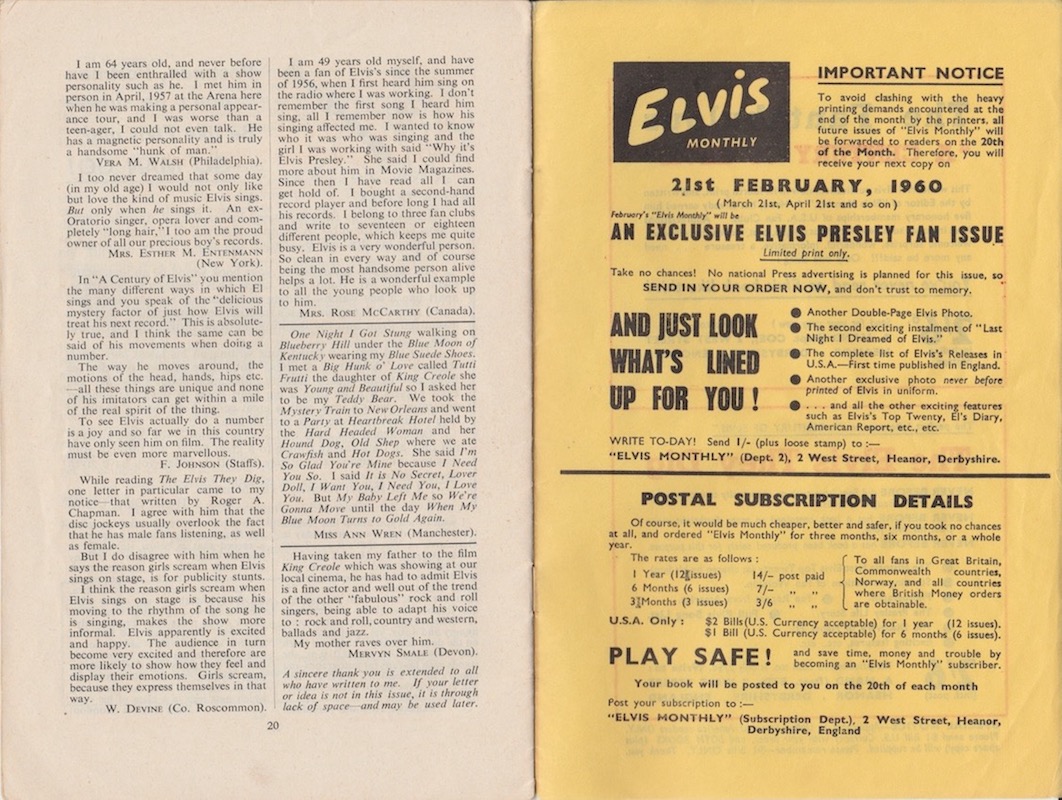 I am 64 years old, and never before
have I been enthralled with a show
personality such as he. I met him in
person in April, 1957 at the Arena here
when he was making a personal appear-
ance tour, and I was worse than a
teen-ager, I could not even talk. He
has a magnetic personality and is truly
a handsome "hunk of man."
VERA M. WALSH (Philadelphia).
I too never dreamed that some day
(in my old age) I would not only like
but love the kind of music Elvis sings.
But only when he sings it. An ex-
Oratorio singer, opera lover and com-
pletely "long hair," I too am the proud
owner of all our precious boy's records.
MRS. ESTHER M. ENTENMANN
(New York).
In "A Century of Elvis" you mention
the many different ways in which El
sings and you speak of the "delicious
mystery factor of just how Elvis will
treat his next record." This is absolute-
ly true, and I think the same can be
said of his movements when doing a
number.
The way he moves around, the
motions of the head, hands, hips etc.
—all these things are unique and none
of his imitators can get within a mile
of the real spirit of the thing.
To see Elvis actually do a number
is a joy and so far we in this country
have only seen him on film. The reality
must be even more marvellous.
F. JOHNSON (Staffs).
While reading The Elvis They Dig,
one letter in particular came to my
notice—that written by Roger A.
Chapman. I agree with him that the
disc jockeys usually overlook the fact
that he has male fans listening, as well
as female.
But I do disagree with him when he
says the reason girls scream when Elvis
sings on stage, is for publicity stunts.
I think the reason girls scream when
Elvis sings on stage is because his
moving to the rhythm of the song he
is singing, makes the show more
informal. Elvis apparently is excited
and happy. The audience in turn
become very excited and therefore are
more likely to show how they feel and
display their emotions. Girls scream,
because they express themselves in that
way.
W. DEVINE (Co. Roscommon).
I am 49 years old myself, and have
been a fan of Elvis's since the summer
of 1956, when I first heard him sing on
the radio where I was working. I don't
remember the first song I heard him
sing, all I remember now is how his
singing affected me. I wanted to know
who it was who was singing and the
girl I was working with said "Why it's
Elvis Presley." She said I could find
more about him in Movie Magazines.
Since then I have read all I can
get hold of. I bought a second-hand
record player and before long I had all
his records. I belong to three fan clubs
and write to seventeen or eighteen
different people, which keeps me quite
busy. Elvis is a very wonderful person.
So clean in every way and of course
being the most handsome person alive
helps a lot. He is a wonderful example
to all the young people who look up
to him.
MRS. ROSE MCCARTHY (Canada).
One Night I Got Stung walking on
Blueberry Hill under the Blue Moon of
Kentucky wearing my Blue Suede Shoes.
I met a Big Hunk o' Love called Tutti
Frutti the daughter of King Creole she
was Young and Beautiful so I asked her
to be my Teddy Bear. We took the
Mystery Train to New Orleans and went
to a Party at Heartbreak Hotel held by
the Hard Headed Woman and her
Hound Dog, Old Shep where we ate
Crawfish and Hot Dogs. She said I'm
So Glad You're Mine because I Need
You So. I said It is No Secret, Lover
Doll, I Want You, I Need You, I Love
You. But My Baby Left Me so We're
Gonna Move until the day When My
Blue Moon Turns to Gold Again.
MISS ANN WREN (Manchester).
Having taken my father to the film
King Creole which was showing at our
local cinema, he has had to admit Elvis
is a fine actor and well out of the trend
of the other "fabulous" rock and roll
singers, being able to adapt his voice
to : rock and roll, country and western,
ballads and jazz.
My mother raves over him.
MERVYN SMALE (Devon).
A sincere thank you is extended to all
who have written to me. If your letter
or idea is not in this issue, it is through
lack of space—and may be used later.
20
ELVIS
MONTHLY
IMPORTANT NOTICE
To avoid clashing with the heavy
printing demands encountered at the
end of the month by the printers, all
future issues of "Elvis Monthly" will
be forwarded to readers on the 20th
of the Month. Therefore, you will
receive your next copy on
21st FEBRUARY, 1960
(March 21st, April 21st and so on)
February's "Elvis Monthly" will be
AN EXCLUSIVE ELVIS PRESLEY FAN ISSUE
Limited print only.
Take no chances! No national Press advertising is planned for this issue, so
SEND IN YOUR ORDER NOW, and don't trust to memory.
AND JUST LOOK
WHAT'S LINED
UP FOR YOU !
● Another Double-Page Elvis Photo.
● The second exciting instalment of "Last
Night I Dreamed of Elvis."
● The complete list of Elvis's Releases in
U.S.A.—First time published in England.
● Another exclusive photo never before
printed of Elvis in uniform.
● . . . and all the other exciting features
such as Elvis's Top Twenty, El's Diary,
American Report, etc., etc.
WRITE TO-DAY! Send 1/- (plus loose stamp) to :—
"ELVIS MONTHLY" (Dept. 2), 2 West Street, Heanor, Derbyshire.
POSTAL SUBSCRIPTION DETAILS
Of course, it would be much cheaper, better and safer, if you took no chances
at all, and ordered "Elvis Monthly" for three months, six months, or a whole
year.
The rates are as follows :
1 Year (12 issues) 14/- post paid
6 Months (6 issues) 7/- " "
3 Months (3 issues) 3/6 " "
To all fans in Great Britain,
Commonwealth countries,
Norway, and all countries
where British Money orders
are obtainable.
U.S.A. Only : $2 Bills (U.S. Currency acceptable) for 1 year (12 issues).
$1 Bill (U.S. Currency acceptable) for 6 months (6 issues).
PLAY SAFE!
and save time, money and trouble by
becoming an "Elvis Monthly" subscriber.
Your book will be posted to you on the 20th of each month
Post your subscription to :—
"ELVIS MONTHLY" (Subscription Dept.), 2 West Street, Heanor,
Derbyshire, England